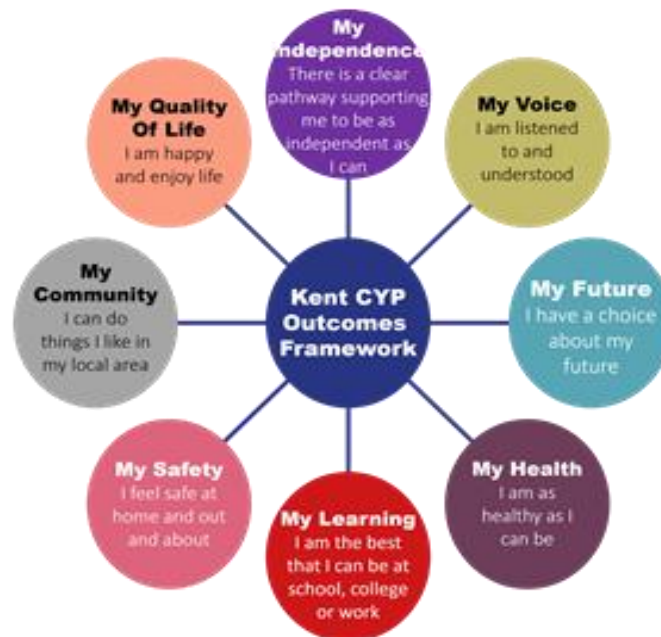 My
Independence
There is a clear
pathway supporting
me to be as
independent as
I can
My Voice
I am listened
to and
understood
My Future
I have a choice
about my
future
My Health
I am as
healthy as I
can be
My Learning
I am the best
that I can be at
school, college
or work
My Safety
I feel safe at
home and out
and about
My
Community
I can do
things I like in
my local area
My Quality
Of Life
I am happy
and enjoy life
Kent CYP
Outcomes
Framework